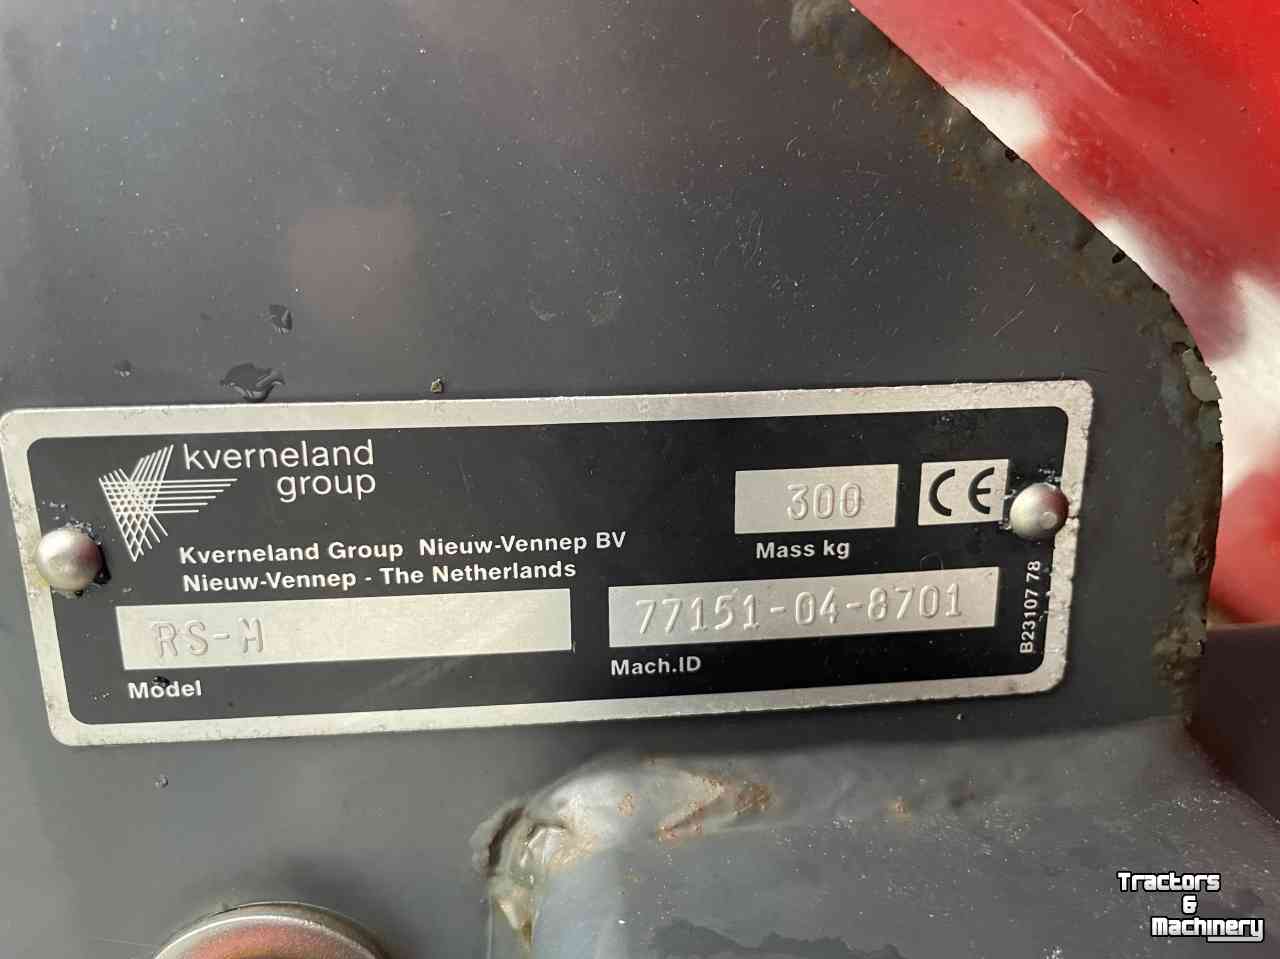 kverneland
group
Kverneland Group Nieuw-Vennep BV
Nieuw-Vennep - The Netherlands
300
CE
Mass kg
RS-M
Model
77151-04-8701
Mach.ID
B23107 78
Tractors
&
Machinery